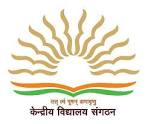 तत् त्वं पूषन् अपावृणु
केन्द्रीय विद्यालय संगठन